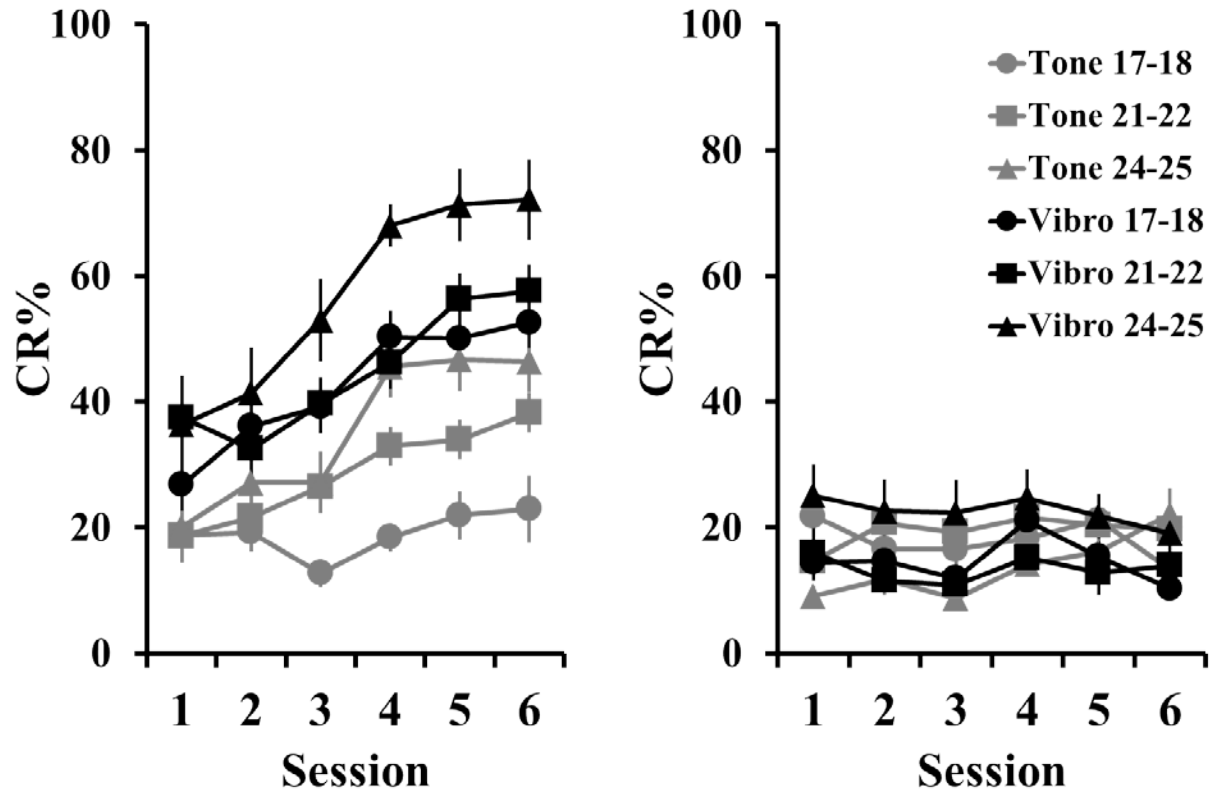 100
80
60
40
20
0
CR%
1 2 3 4 5 6
Session
100
80
60
40
20
0
CR%
1 2 3 4 5 6
Session
Tone 17-18
Tone 21-22
Tone 24-25
Vibro 17-18
Vibro 21-22
Vibro 24-25